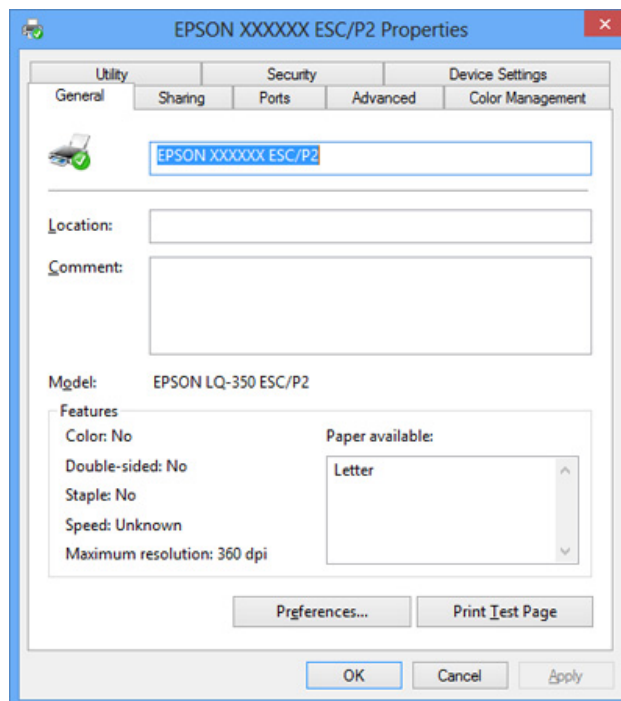 EPSON XXXXXX ESC/P2 Properties
Utility Security Device Settings
General Sharing Ports Advanced Color Management
EPSON XXXXXX ESC/P2
Location:
Comment:
Model: EPSON LQ-350 ESC/P2
Features
Color: No Paper available:
Double-sided: No Letter
Staple: No
Speed: Unknown
Maximum resolution: 360 dpi
Preferences... Print Test Page
OK Cancel Apply